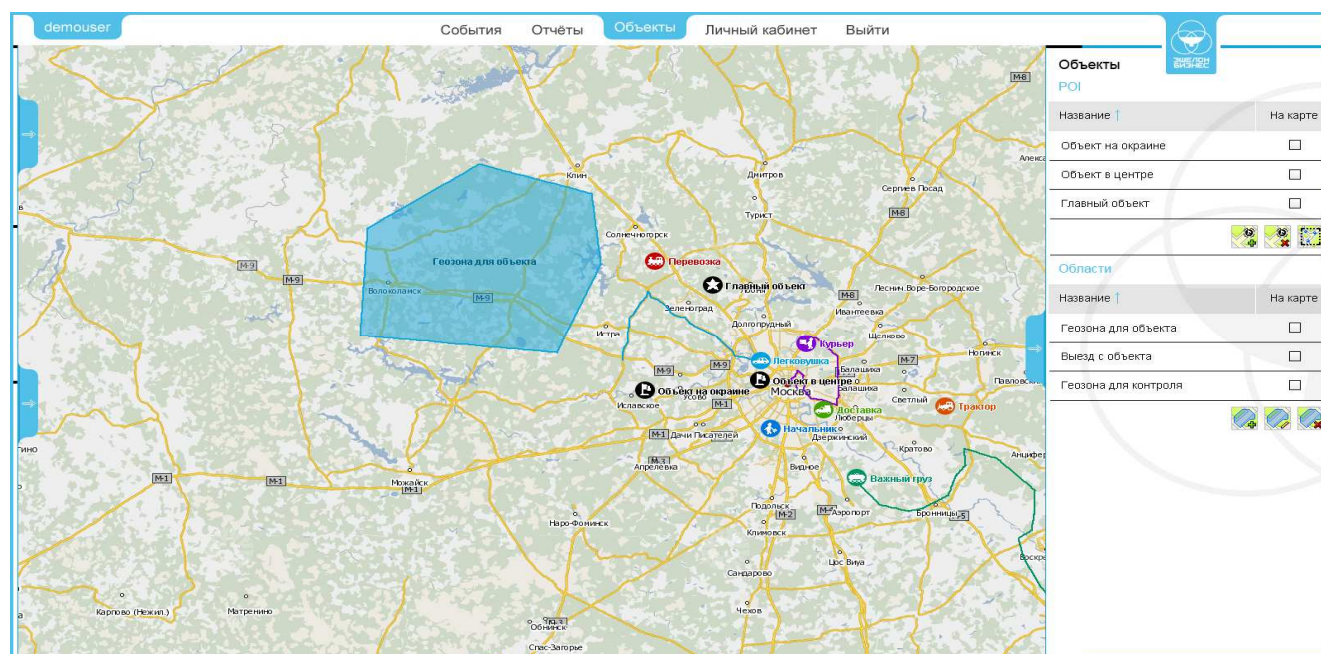 demouser
События Отчёты Объекты Личный кабинет Выйти
ЭШЕЛОН
БИЗНЕС
Объекты
POI
Название ↑ На карте
Объект на окраине
Объект в центре
Главный объект
Области
Название ↑ На карте
Геозона для объекта
Выезд с объекта
Геозона для контроля
М-8
Клин
Дмитров
Сергиев Посад
Турист
М-8
Солнечногорск
Геозона для объекта
Перевозка
М-9
М-9
Волоколамск
М-9
Главный объект
Леснич.Воре-Богородское
М-8
Зеленоград
Ивантеевка
Долгопрудный
Истра
Щелково
Курьер
Ногинск
Легковушка
М-7
М-9
М-9
Балашиха
Объект в центре
Павловский
Объект на окраине
Москва
Балашиха
Усово
Светлый
Иславское
М-1
Доставка
Трактор
Люберцы
Начальник
М-1
Дачи Писателей
Дзержинский
Кратово
М-3
Апрелевка
Видное
М-1
М-1
Можайск
М-1
Важный груз
Подольск
М-2
Аэропорт
Бронницы
Наро-Фоминск
Климовск
Цос Виуа
Сандарово
Карпово (Нежил.)
Матренино
Чехов
Обнинск
Спас-Загорье